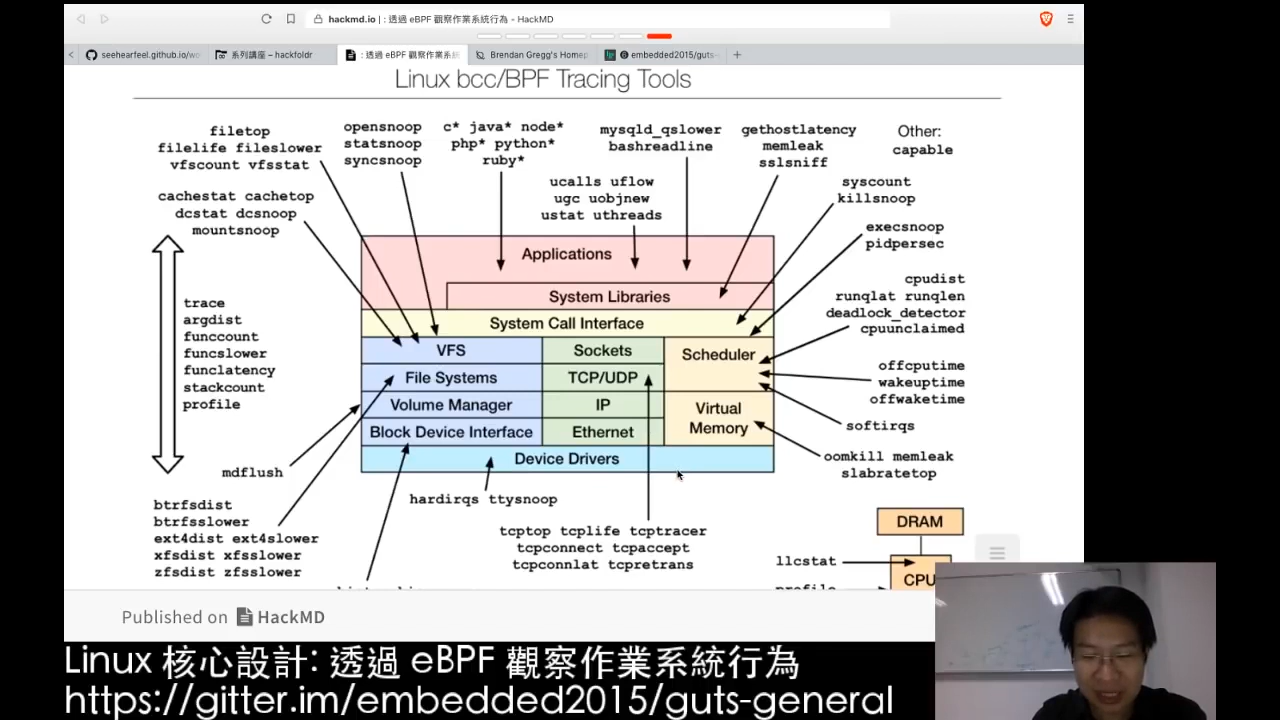 hackmd.io | : 透過 eBPF 觀察作業系統行為 - HackMD
seehearfeel.github.io/wo
系列講座 – hackfoldr
: 透過 eBPF 觀察作業系統
Brendan Gregg's Homep
embedded2015/guts-
Linux bcc/BPF Tracing Tools
filetop
filelife fileslower
vfscount vfsstat
opensnoop
statsnoop
syncsnoop
c* java* node*
php* python*
ruby*
mysqld_qslower
bashreadline
gethostlatency
memleak
sslsniff
Other:
capable
cachestat cachetop
dcstat dcsnoop
mountsnoop
ucalls uflow
ugc uobjnew
ustat uthreads
syscount
killsnoop
execsnoop
pidpersec
Applications
System Libraries
System Call Interface
VFS
Sockets
Scheduler
File Systems
TCP/UDP
Volume Manager
IP
Virtual
Memory
Block Device Interface
Ethernet
Device Drivers
trace
argdist
funccount
funcslower
funclatency
stackcount
profile
cpudist
runqlat runqlen
deadlock_detector
cpuunclaimed
offcputime
wakeuptime
offwaketime
softirqs
oomkill memleak
slabratetop
mdflush
hardirqs ttysnoop
btrfsdist
btrfsslower
ext4dist ext4slower
xfsdist xfsslower
zfsdist zfsslower
tcptop tcplife tcptracer
tcpconnect tcpaccept
tcpconnlat tcpretrans
DRAM
llcstat
CPU
profile
Published on HackMD
Linux 核心設計: 透過 eBPF 觀察作業系統行為
https://gitter.im/embedded2015/guts-general